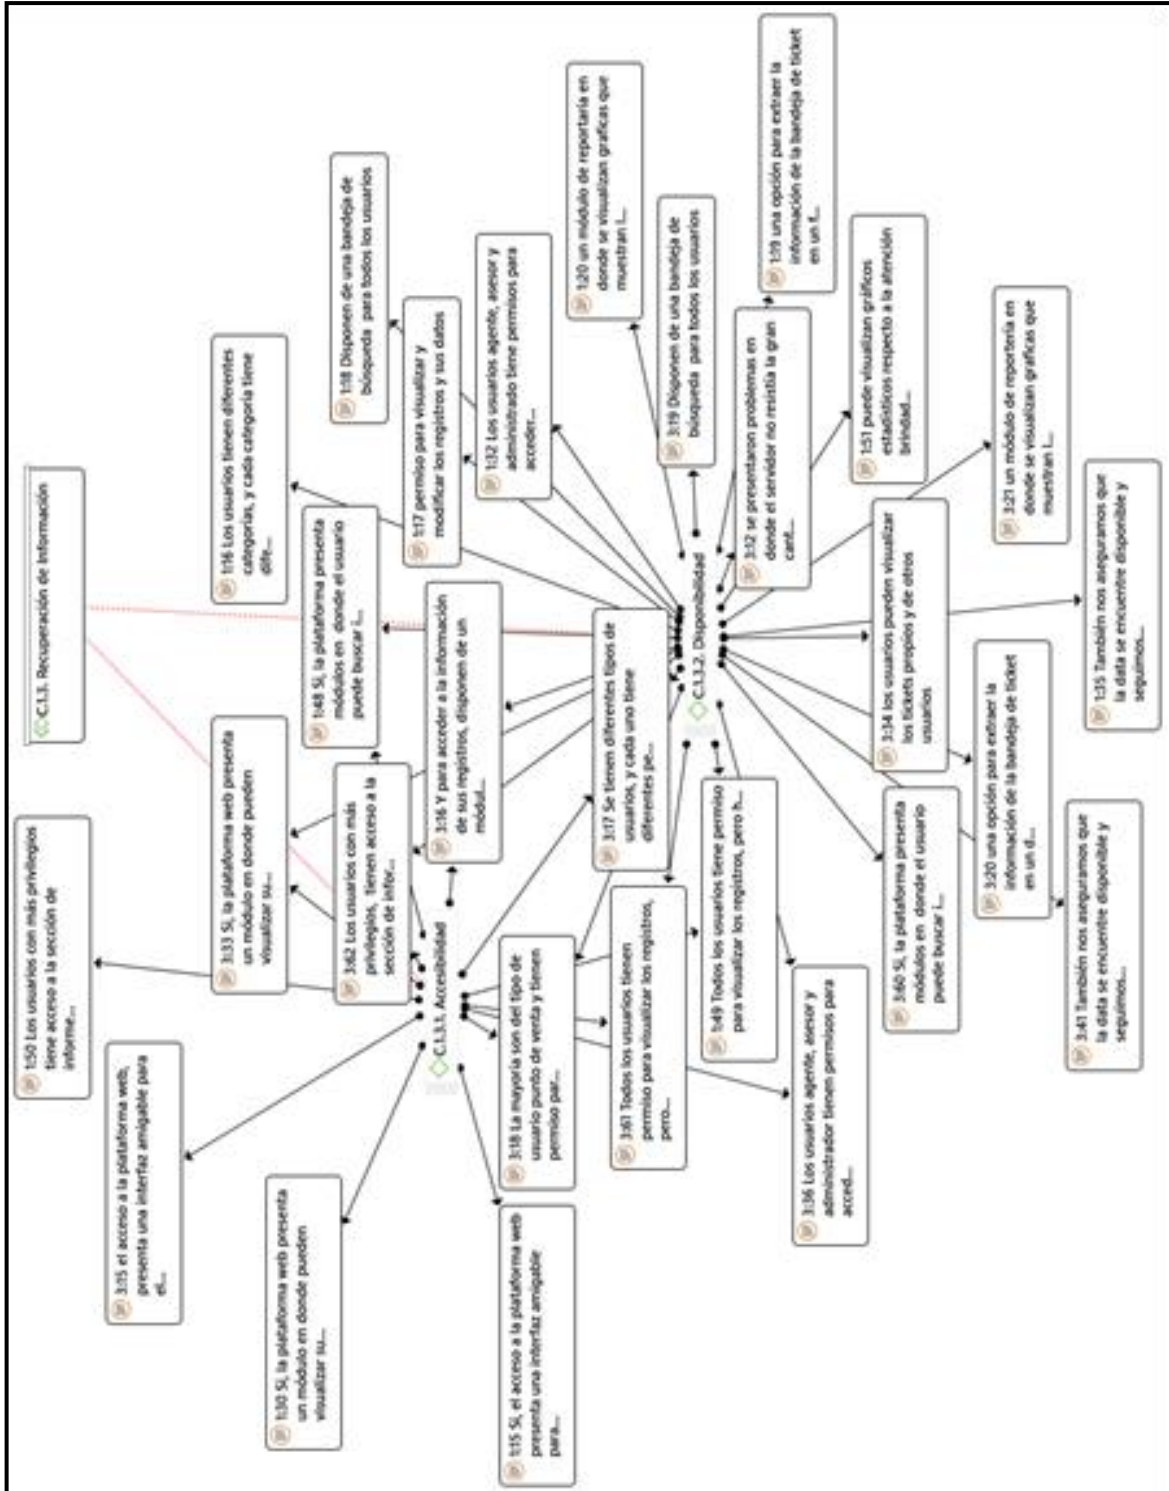 C.1.3. Recuperación de Información
1:50 Los usuarios con más privilegios
tiene acceso a la sección de
informe...
3:15 el acceso a la plataforma web,
presenta una interfaz amigable para
el...
1:30 Si, la plataforma web presenta
un módulo en donde pueden
visualizar su...
1:15 Si, el acceso a la plataforma web
presenta una interfaz amigable
para...
3:33 Si, la plataforma web presenta
un módulo en donde pueden
visualizar su...
3:62 Los usuarios con más
privilegios, tienen acceso a la
sección de infor...
1:48 Si, la plataforma presenta
módulos en donde el usuario
puede buscar i...
1:16 Los usuarios tienen diferentes
categorías, y cada categoría tiene
dife...
1:18 Disponen de una bandeja de
búsqueda para todos los usuarios
1:17 permiso para visualizar y
modificar los registros y sus datos
1:32 Los usuarios agente, asesor y
administrado tiene permisos para
acceder...
3:16 Y para acceder a la información
de sus registros, disponen de un
módul...
C.1.3.1. Accesibilidad
3:18 La mayoría son del tipo de
usuario punto de venta y tienen
permiso par...
3:17 Se tienen diferentes tipos de
usuarios, y cada uno tiene
diferentes pe...
1:20 un módulo de reportaría en
donde se visualizan graficas que
muestran l...
3:19 Disponen de una bandeja de
búsqueda para todos los usuarios
C.1.3.2. Disponibilidad
3:61 Todos los usuarios tienen
permiso para visualizar los registros,
pero...
1:49 Todos los usuarios tiene permiso
para visualizar los registros, pero h...
3:12 se presentaron problemas en
donde el servidor no resistía la gran
cant...
1:19 una opción para extraer la
información de la bandeja de ticket
en un f...
1:51 puede visualizan gráficos
estadísticos respecto a la atención
brindad...
3:36 Los usuarios agente, asesor y
administrador tienen permisos para
acced...
3:60 Si, la plataforma presenta
módulos en donde el usuario
puede buscar i...
3:34 los usuarios pueden visualizar
los tickets propios y de otros
usuarios
3:21 un módulo de reportería en
donde se visualizan graficas que
muestran l...
3:20 una opción para extraer la
información de la bandeja de ticket
en un d...
3:41 También nos aseguramos que
la data se encuentre disponible y
seguimos...
1:35 También nos aseguramos que
la data se encuentre disponible y
seguimos...